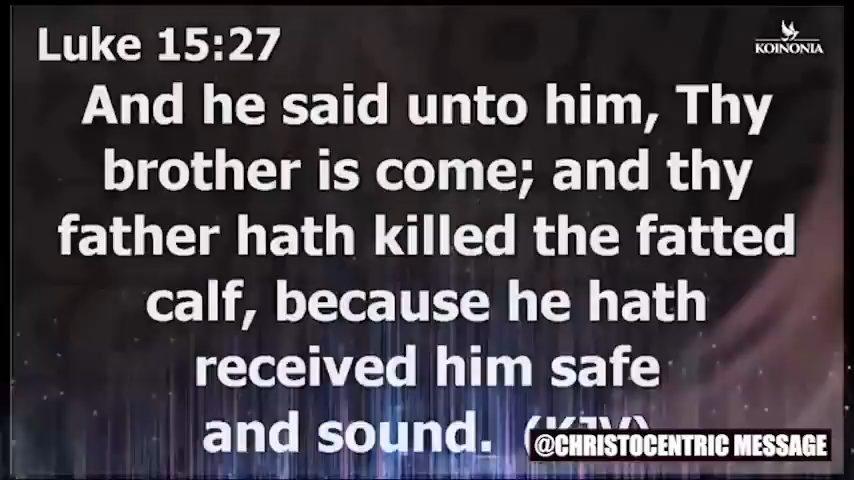 Luke 15:27
KOINONIA
And he said unto him, Thy
brother is come; and thy
father hath killed the fatted
calf, because he hath
received him safe
and sound. (KJV)
@CHRISTOCENTRIC MESSAGE